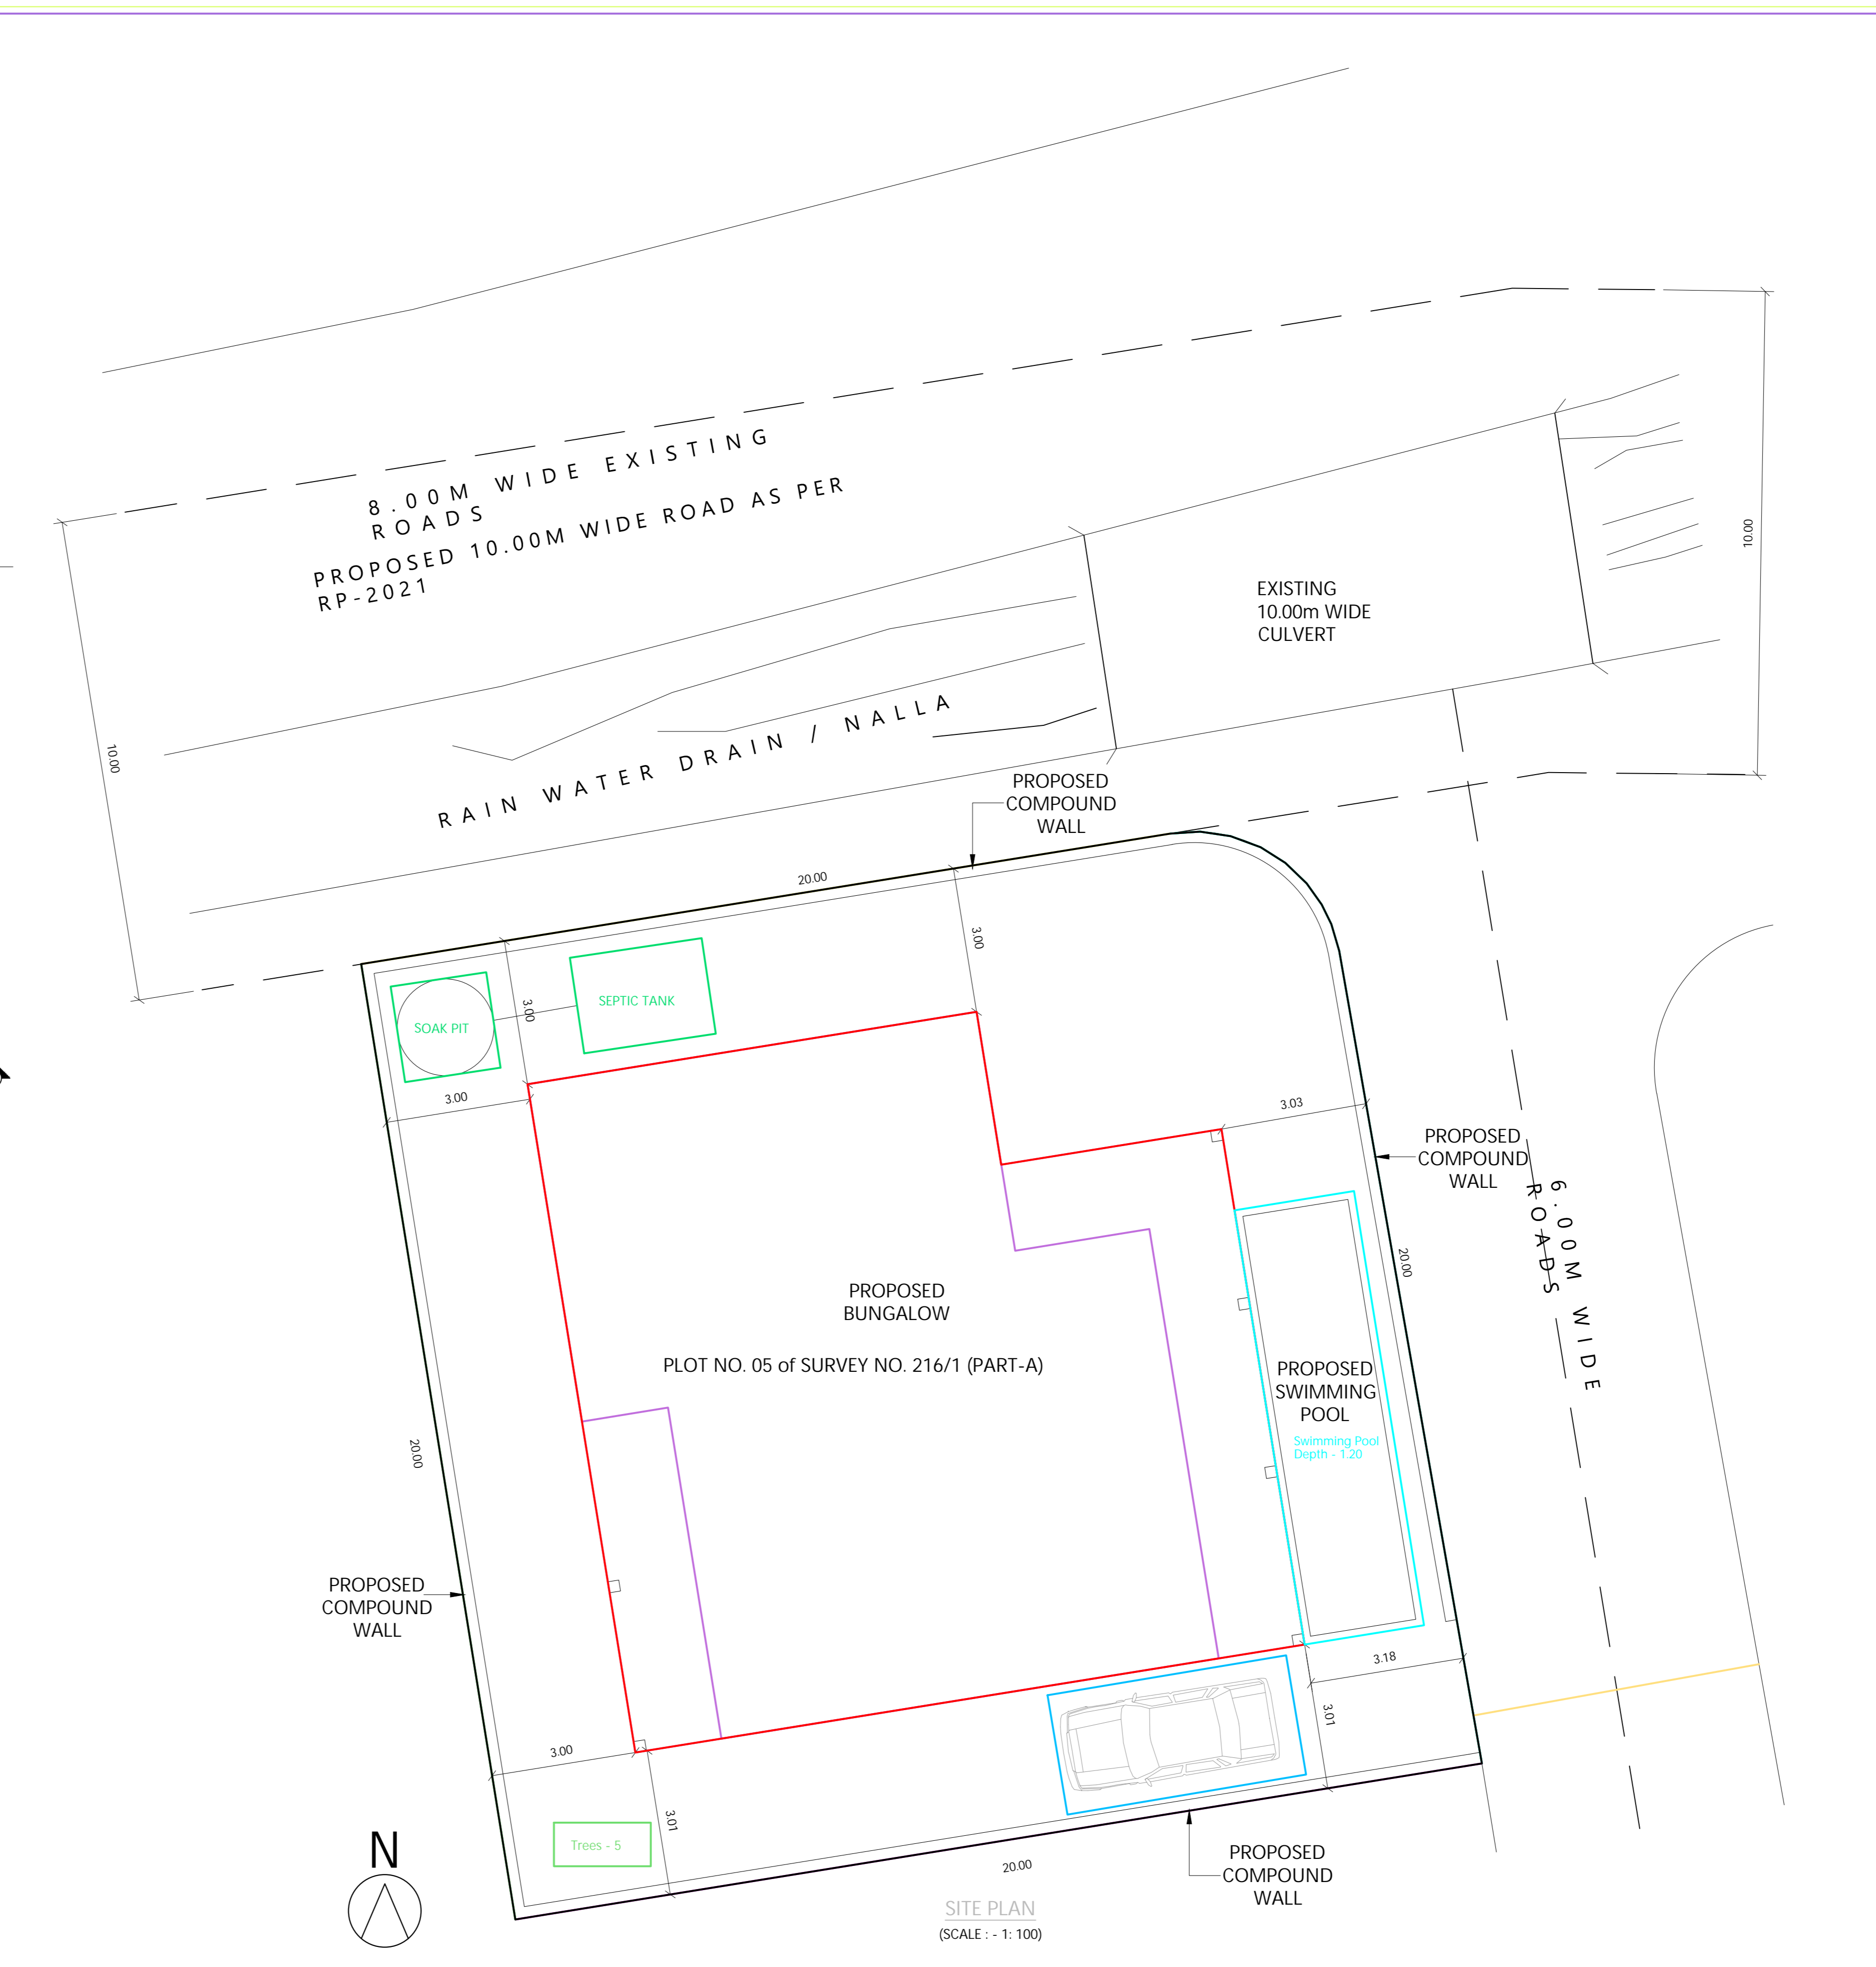 8.00M WIDE EXISTING
ROADS
PROPOSED 10.00M WIDE ROAD AS PER
RP-2021
10.00
EXISTING
10.00m WIDE
CULVERT
10.00
RAIN WATER DRAIN / NALLA
PROPOSED
COMPOUND
WALL
20.00
3.00
3.00
SEPTIC TANK
SOAK PIT
3.00
3.03
PROPOSED
COMPOUND
WALL
6.00M WIDE
ROADS
20.00
PROPOSED
BUNGALOW
PLOT NO. 05 of SURVEY NO. 216/1 (PART-A)
PROPOSED
SWIMMING
POOL
Swimming Pool
Depth - 1.20
20.00
PROPOSED
COMPOUND
WALL
3.18
3.01
3.00
3.01
Trees - 5
N
20.00
PROPOSED
COMPOUND
WALL
SITE PLAN
(SCALE : - 1: 100)